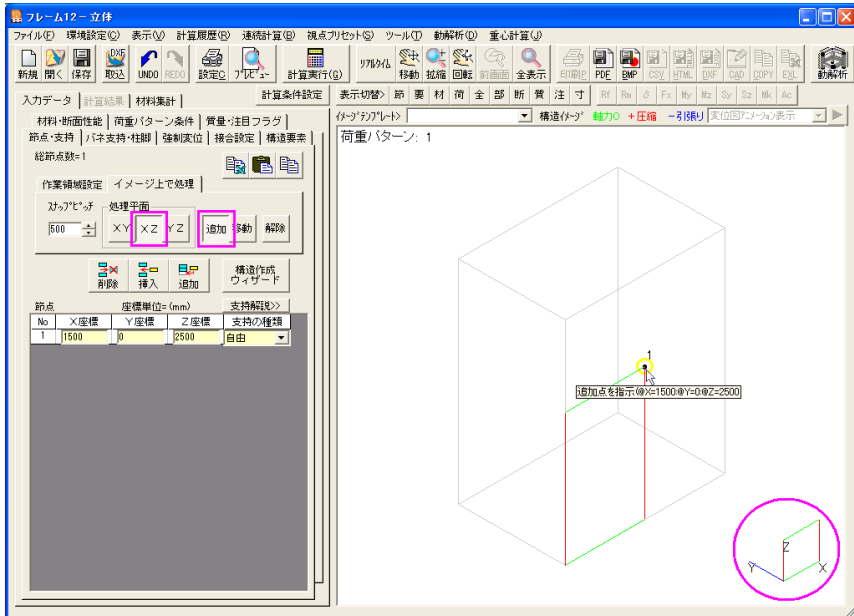 フレーム12－立体
ファイル(F) 環境設定(C) 表示(V) 計算履歴(R) 連続計算(B) 視点プリセット(S) ツール(T) 動解析(D) 重心計算(J)
新規 開く 保存 取込 UNDO REDO 設定C プレビュー 計算実行(G) リアルタイム 移動 拡縮 回転 前画面 全表示 印刷P PDF BMP CSV HTML DXF CAD COPY EXL 動解析
入力データ 計算結果 材料集計 計算条件設定
表示切替> 節 要 材 荷 全 部 断 質 注 寸 Rf Rm δ Fx My Mz Sy Sz Mk Ac
材料・断面性能 荷重パターン条件 質量・注目フラグ
節点・支持 バネ支持・柱脚 強制変位 接合設定 構造要素
イメージテンプレート> 構造イメージ 軸力0 +圧縮 －引張り 変位図アニメーション表示
総節点数=1
作業領域設定 イメージ上で処理
スナップピッチ 処理平面
500 XY XZ YZ 追加 移動 解除
削除 挿入 追加 構造作成ウィザード
節点 座標単位=(mm) 支持解説>>
No X座標 Y座標 Z座標 支持の種類
1 1500 0 2500 自由
荷重パターン: 1
1
追加点を指示(@X=1500:@Y=0:@Z=2500)
Z
Y X